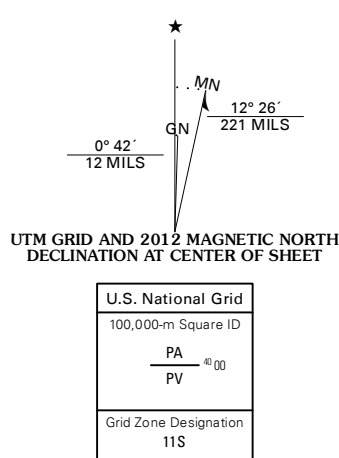 ★
MN
12° 26´
221 MILS
GN
0° 42´
12 MILS
UTM GRID AND 2012 MAGNETIC NORTH
DECLINATION AT CENTER OF SHEET
U.S. National Grid
100,000-m Square ID
PA
40 00
PV
Grid Zone Designation
11S